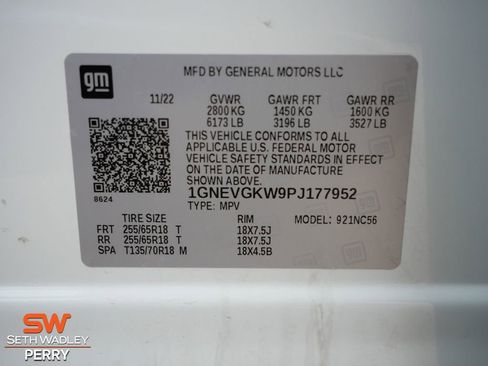 gm
MFD BY GENERAL MOTORS LLC
11/22 GVWR GAWR FRT GAWR RR
2800 KG 1450 KG 1600 KG
6173 LB 3196 LB 3527 LB
THIS VEHICLE CONFORMS TO ALL
APPLICABLE U.S. FEDERAL MOTOR
VEHICLE SAFETY STANDARDS IN EFFECT
ON THE DATE OF MANUFACTURE
SHOWN ABOVE.
8624
1GNEVGKW9PJ177952
TYPE: MPV
TIRE SIZE RIM MODEL: 921NC56
FRT 255/65R18 T 18X7.5J
RR 255/65R18 T 18X7.5J
SPA T135/70R18 M 18X4.5B
SW
SETH WADLEY
PERRY